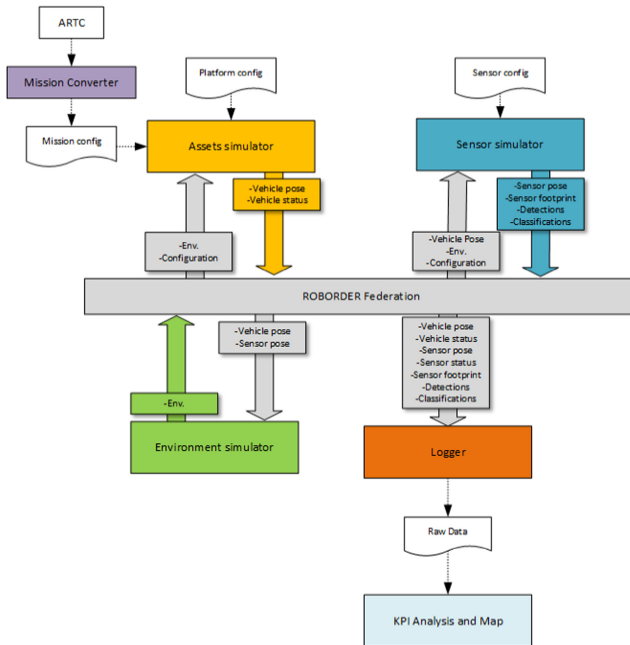 ARTC
Mission Converter
Platform config
Sensor config
Mission config
Assets simulator
Sensor simulator
-Vehicle pose
-Vehicle status
-Sensor pose
-Sensor footprint
-Detections
-Classifications
-Env.
-Configuration
-Vehicle Pose
-Env.
-Configuration
ROBORDER Federation
-Vehicle pose
-Sensor pose
-Vehicle pose
-Vehicle status
-Sensor pose
-Sensor status
-Sensor footprint
-Detections
-Classifications
-Env.
Environment simulator
Logger
Raw Data
KPI Analysis and Map